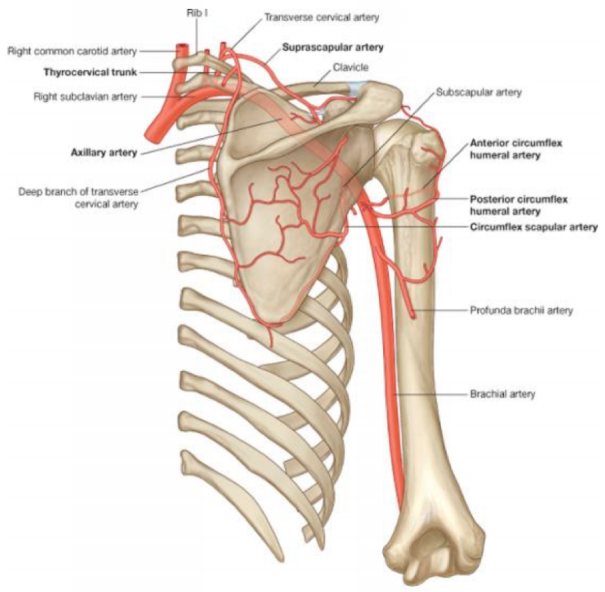 Rib I
Transverse cervical artery
Right common carotid artery
Suprascapular artery
Clavicle
Thyrocervical trunk
Subscapular artery
Right subclavian artery
Anterior circumflex
humeral artery
Axillary artery
Deep branch of transverse
cervical artery
Posterior circumflex
humeral artery
Circumflex scapular artery
Profunda brachii artery
Brachial artery